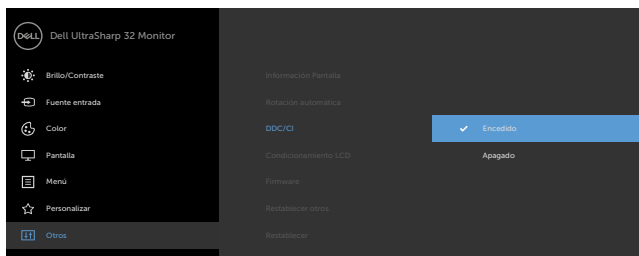 DELL
Dell UltraSharp 32 Monitor
Brillo/Contraste
Fuente entrada
Color
Pantalla
Menú
Personalizar
Otros
Información Pantalla
Rotación automática
DDC/CI
Condicionamiento LCD
Firmware
Restablecer otros
Restablecer
Encedido
Apagado